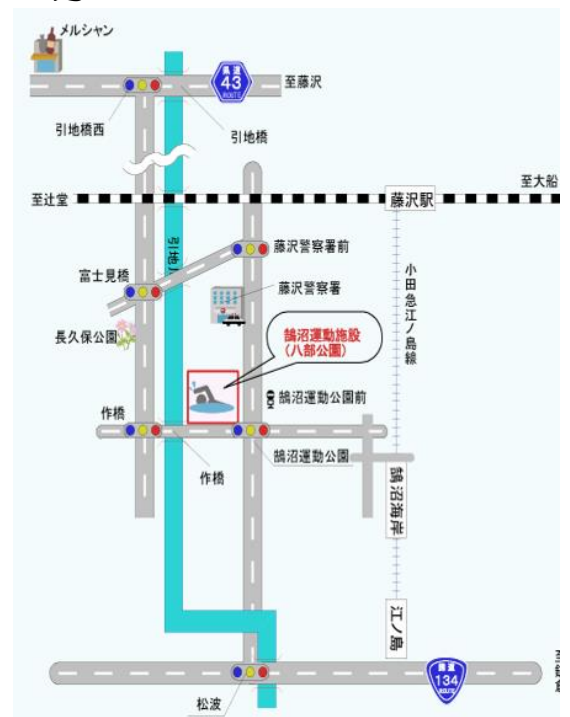 メルシャン
県道
43
ROUTE
至藤沢
引地橋西
引地橋
至大船
至辻堂
藤沢駅
引地
藤沢警察署前
小田急江ノ島線
富士見橋
藤沢警察署
長久保公園
鵠沼運動施設
(八部公園)
鵠沼運動公園前
作橋
作橋
鵠沼運動公園
鵠沼海岸
江ノ島
国道
134
ROUTE
松波